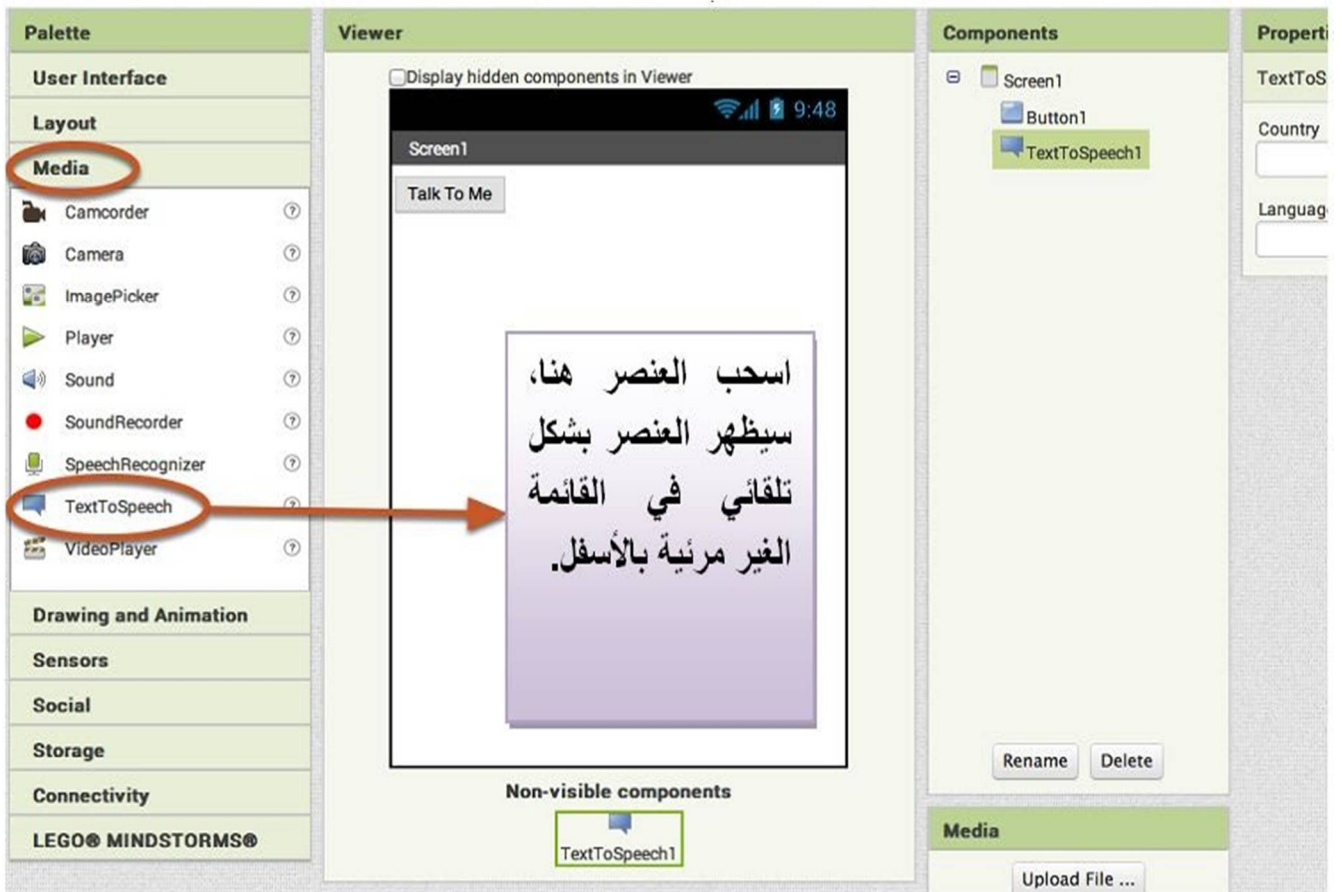 Palette
User Interface
Layout
Media
Camcorder
Camera
ImagePicker
Player
Sound
SoundRecorder
SpeechRecognizer
TextToSpeech
VideoPlayer
Drawing and Animation
Sensors
Social
Storage
Connectivity
LEGO® MINDSTORMS®
Viewer
Display hidden components in Viewer
9:48
Screen1
Talk To Me
اسحب العنصر هنا،
سيظهر العنصر بشكل
تلقائي في القائمة
الغير مرئية بالأسفل.
Non-visible components
TextToSpeech1
Components
Screen1
Button1
TextToSpeech1
Rename Delete
Media
Upload File ...
Properti
TextToS
Country
Languag